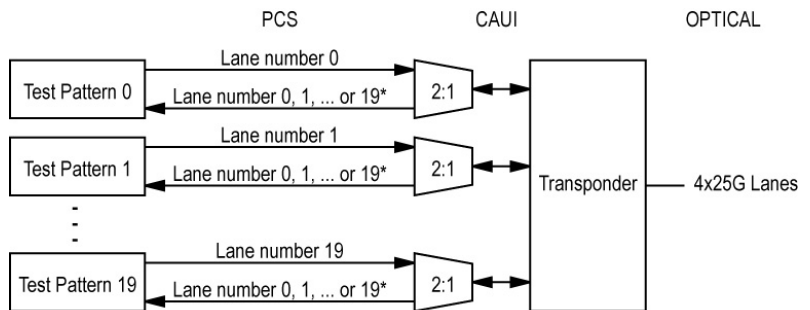 PCS CAUI OPTICAL
Lane number 0
Test Pattern 0
Lane number 0, 1, ... or 19*
2:1
Lane number 1
Test Pattern 1
Lane number 0, 1, ... or 19*
2:1
Transponder
4x25G Lanes
Lane number 19
Test Pattern 19
Lane number 0, 1, ... or 19*
2:1